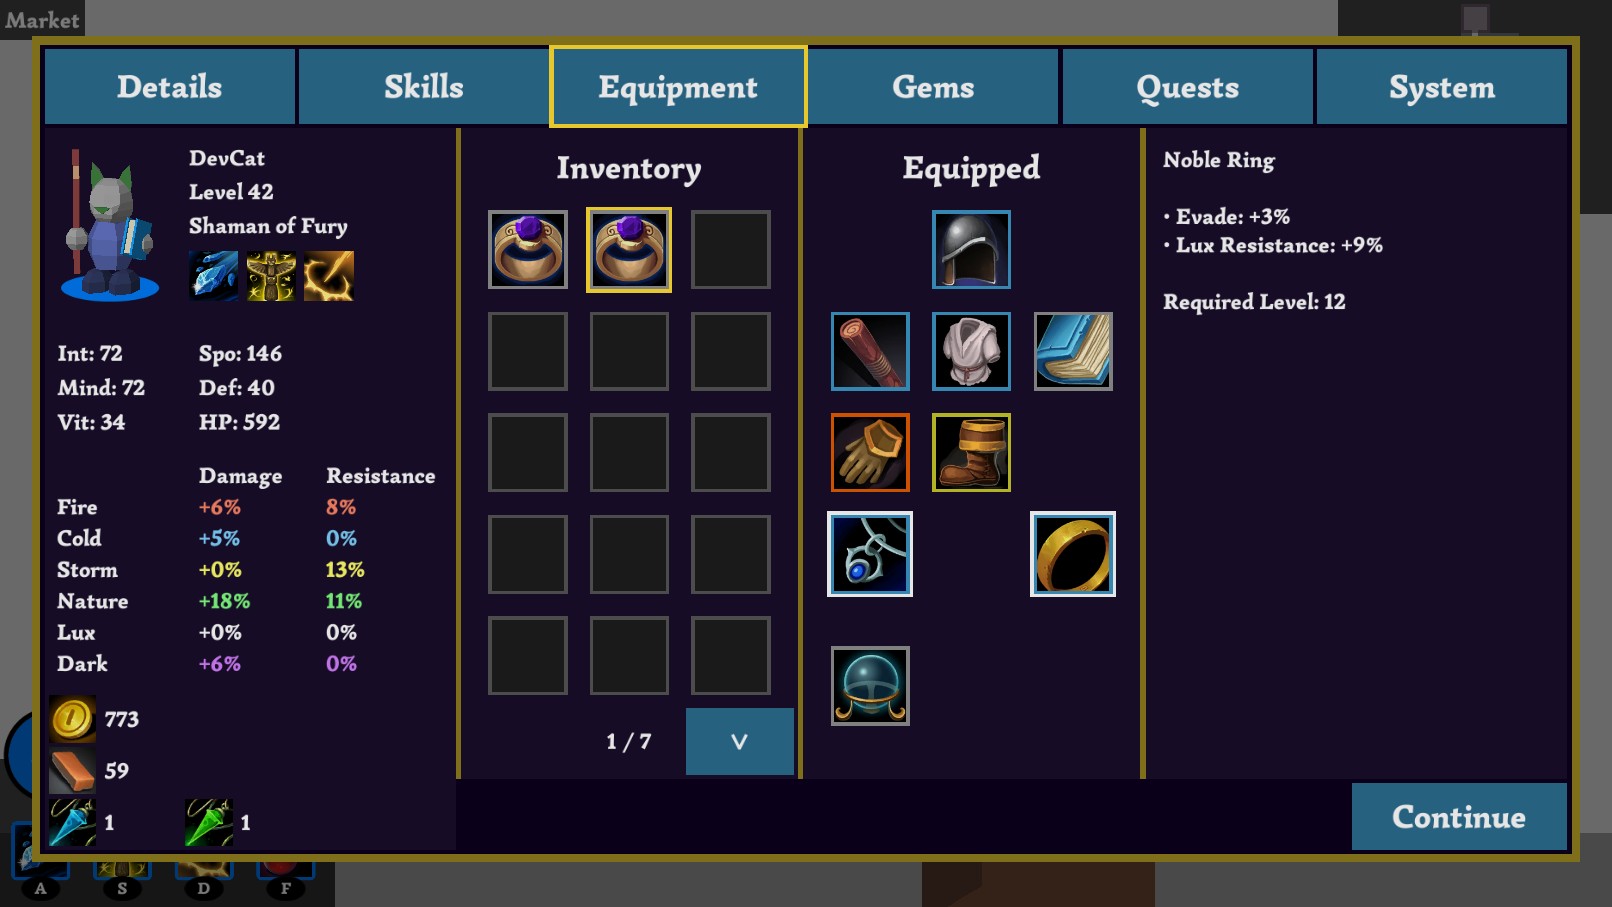 Market
Details
Skills
Equipment
Gems
Quests
System
DevCat
Level 42
Shaman of Fury
Int: 72
Spo: 146
Mind: 72
Def: 40
Vit: 34
HP: 592
Damage
Resistance
Fire +6% 8%
Cold +5% 0%
Storm +0% 13%
Nature +18% 11%
Lux +0% 0%
Dark +6% 0%
773
59
1
1
Inventory
1 / 7
V
Equipped
Noble Ring
• Evade: +3%
• Lux Resistance: +9%
Required Level: 12
Continue
A
S
D
F